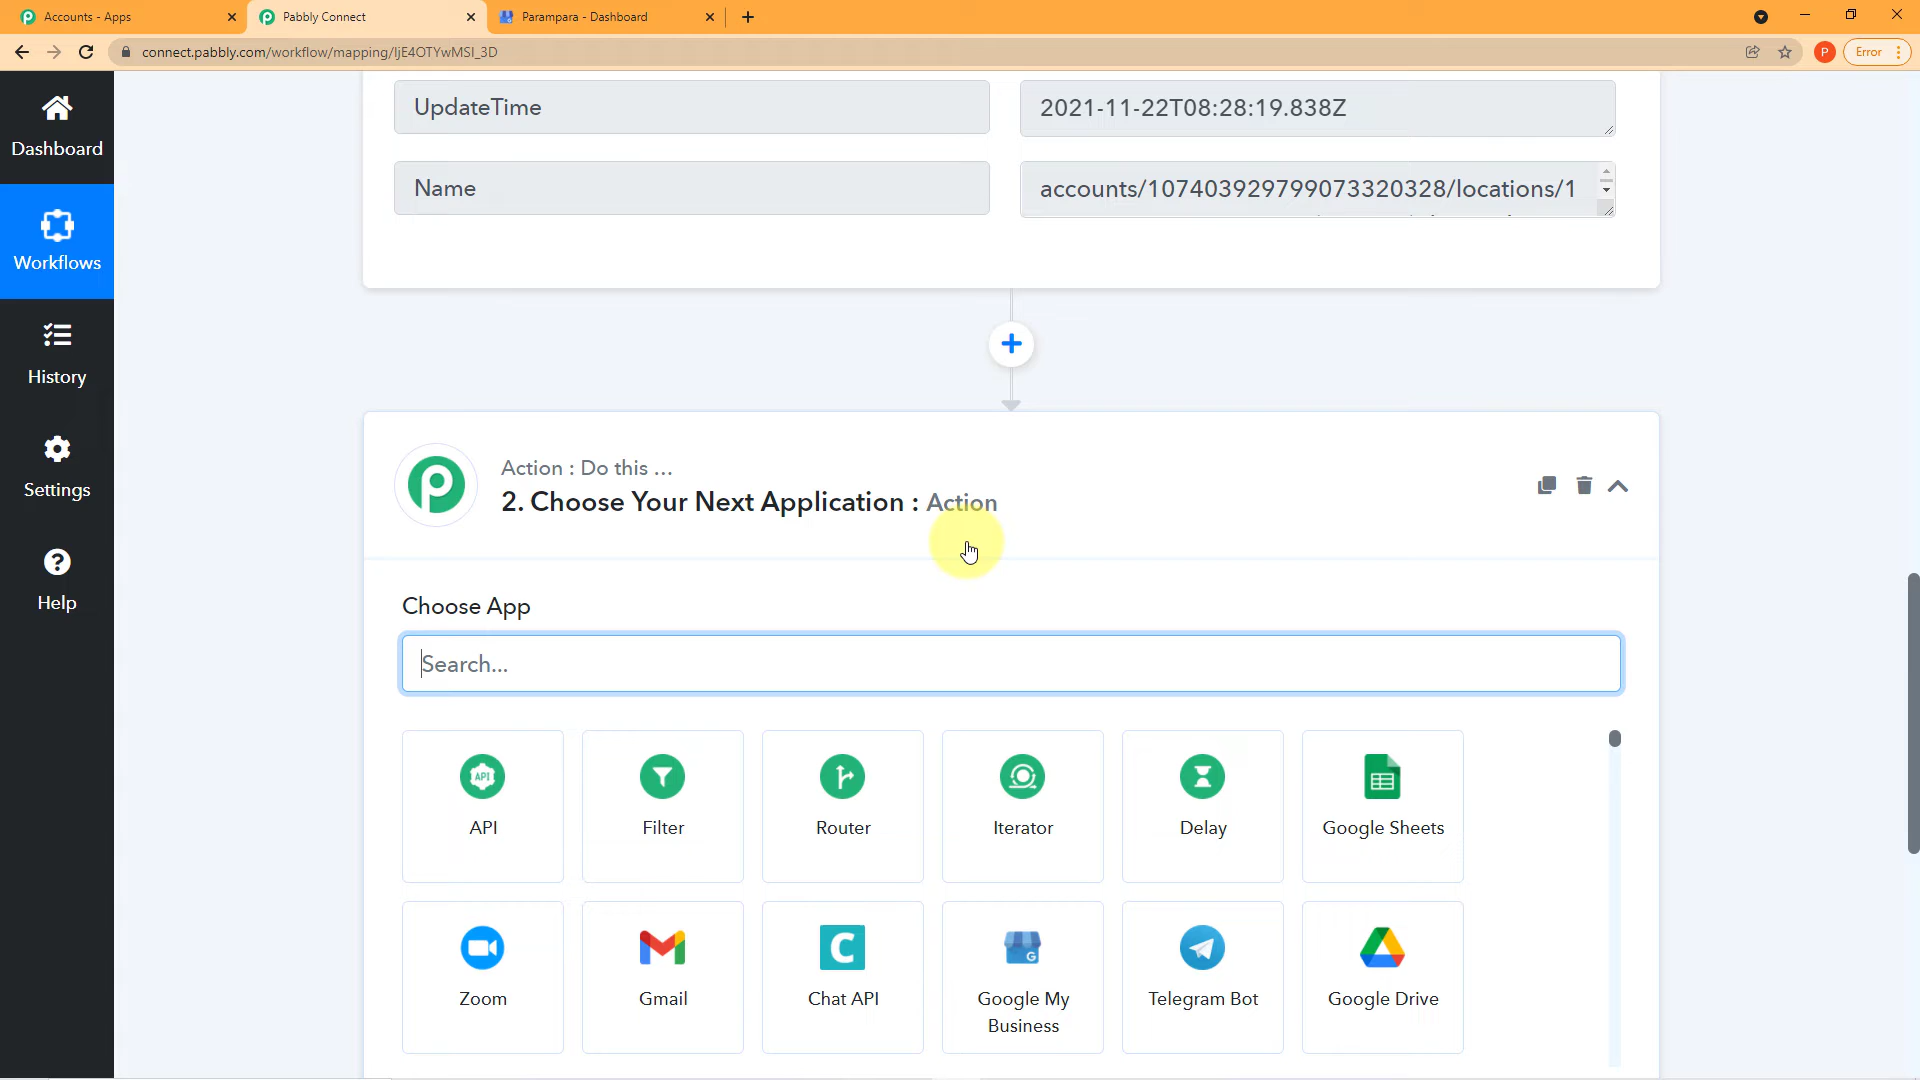 Accounts - Apps
Pabbly Connect
Parampara - Dashboard
connect.pabbly.com/workflow/mapping/IjE4OTYwMSI_3D
P
Error
Dashboard
Workflows
History
Settings
Help
UpdateTime
2021-11-22T08:28:19.838Z
Name
accounts/107403929799073320328/locations/1
Action : Do this ...
2. Choose Your Next Application : Action
Choose App
Search...
API
API
Filter
Router
Iterator
Delay
Google Sheets
Zoom
Gmail
C
Chat API
G
Google My
Business
Telegram Bot
Google Drive